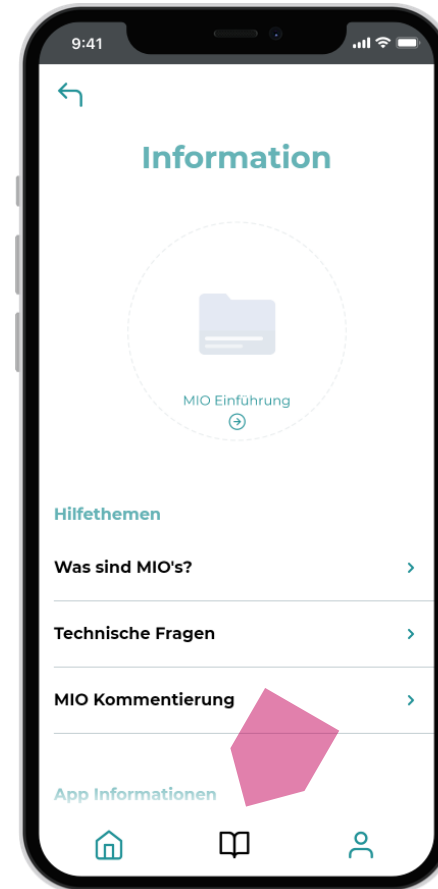 9:41
Information
MIO Einführung
Hilfethemen
Was sind MIO's?
Technische Fragen
MIO Kommentierung
App Informationen